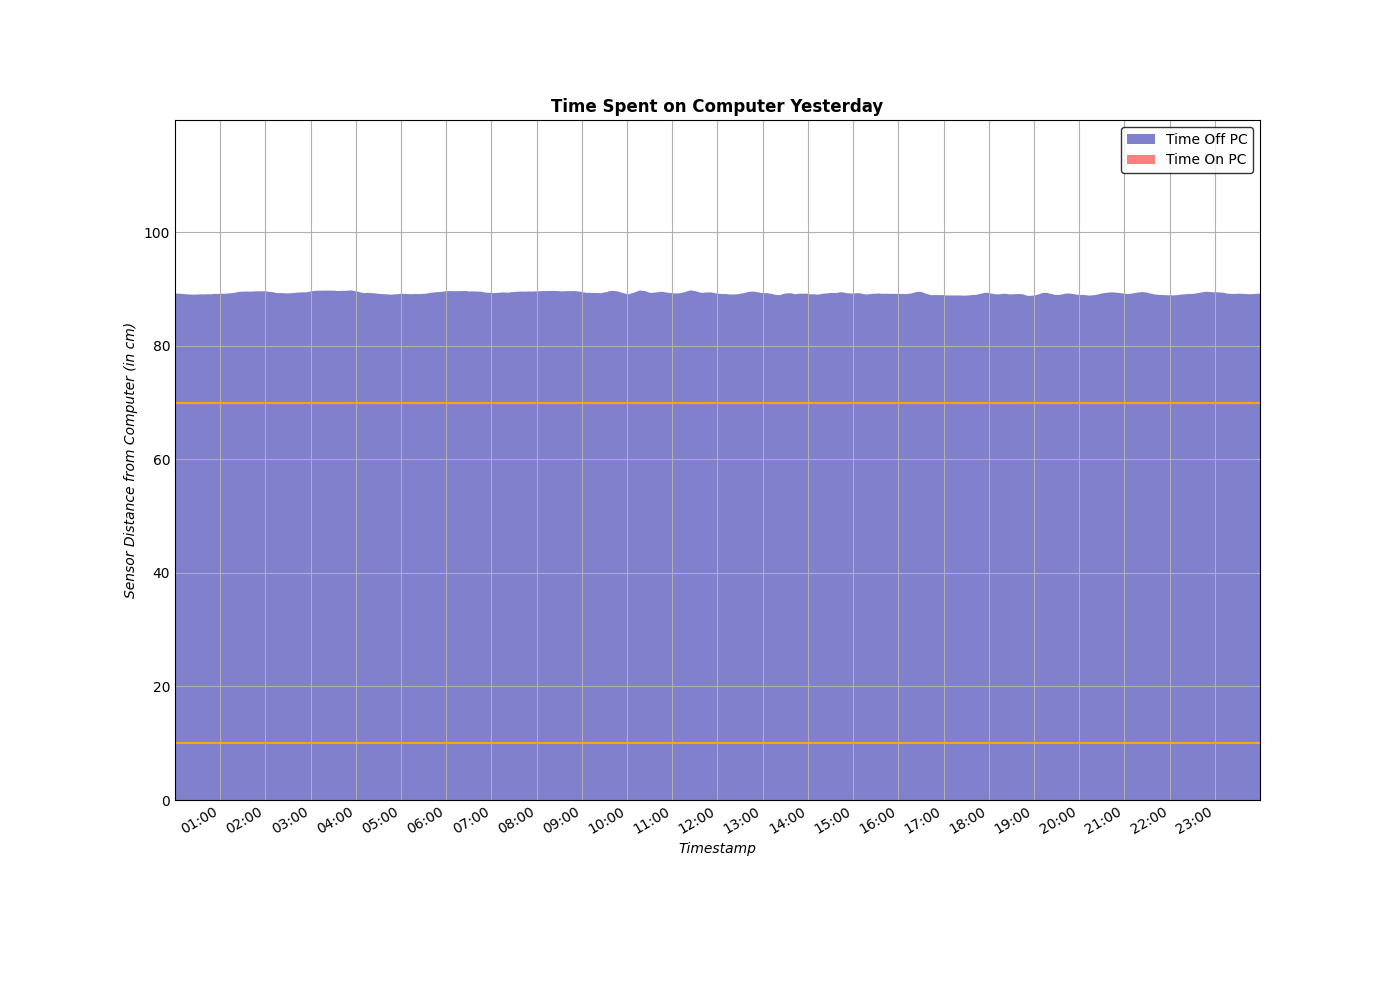 Time Spent on Computer Yesterday
Time Off PC
Time On PC
Sensor Distance from Computer (in cm)
100
80
60
40
20
0
01:00 02:00 03:00 04:00 05:00 06:00 07:00 08:00 09:00 10:00 11:00 12:00 13:00 14:00 15:00 16:00 17:00 18:00 19:00 20:00 21:00 22:00 23:00
Timestamp